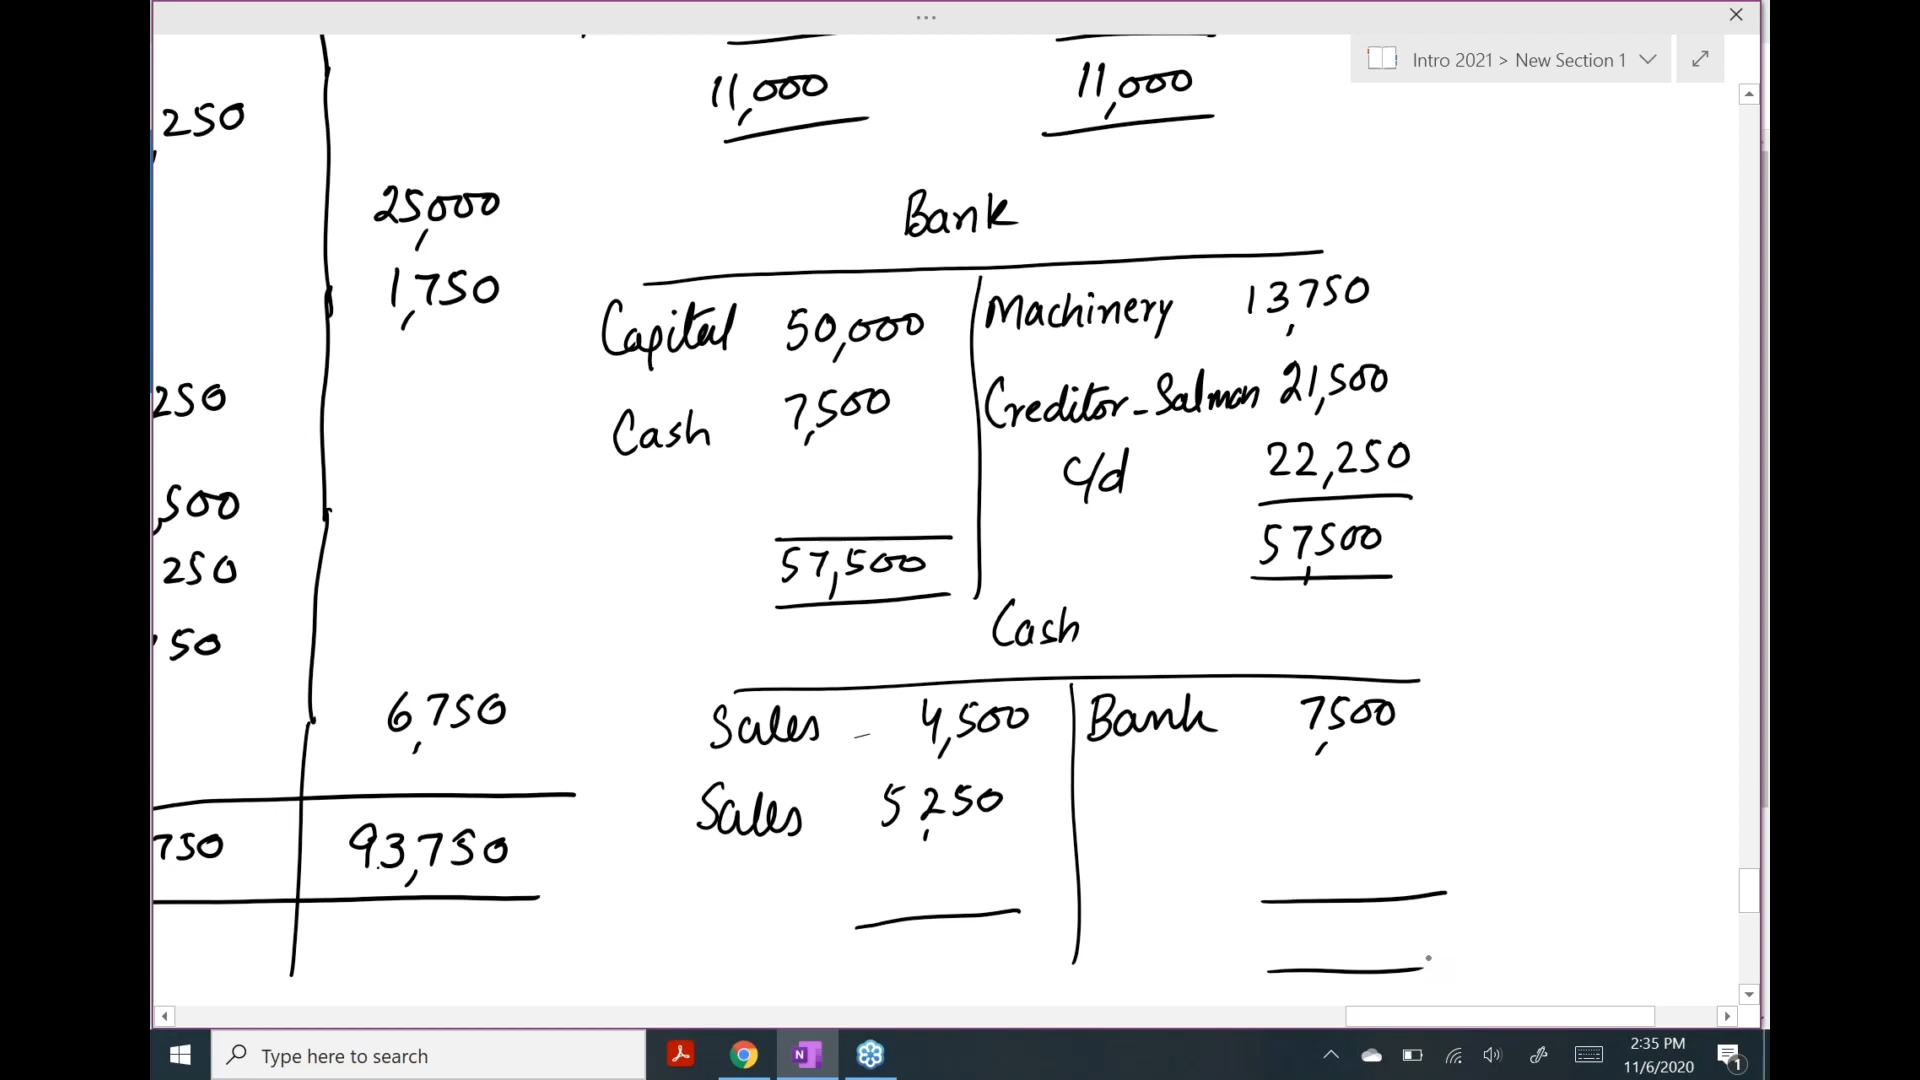 Intro 2021 > New Section 1
11,000 11,000
250
25,000
1,750
Bank
Capital 50,000 Machinery 13,750
Cash 7,500 Creditor - Salman 21,500
250
c/d 22,250
57,500 57,500
,500
250
50
Cash
6,750
Sales - 4,500 Bank 7,500
Sales 5,250
750 93,750
Type here to search
2:35 PM
11/6/2020
1